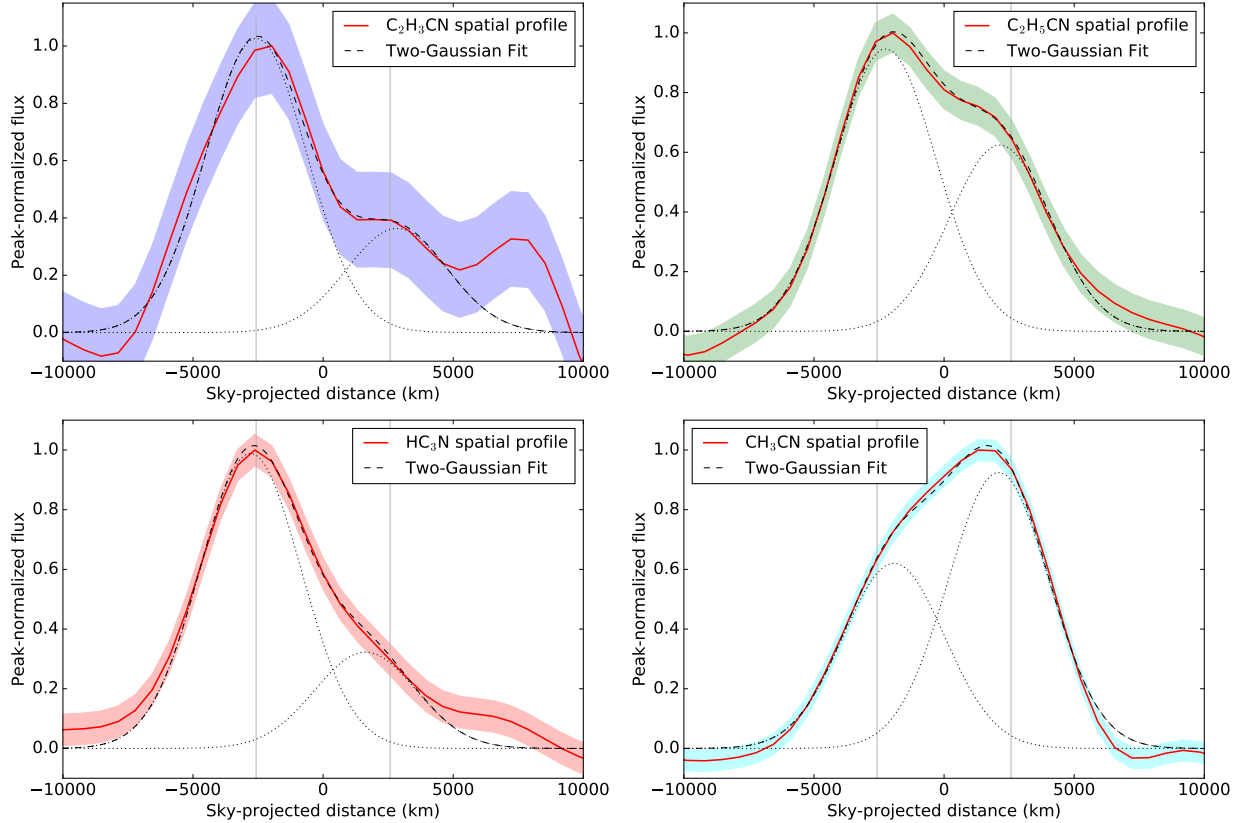 C₂H₃CN spatial profile
Two-Gaussian Fit
Peak-normalized flux
1.0
0.8
0.6
0.4
0.2
0.0
−10000 −5000 0 5000 10000
Sky-projected distance (km)
C₂H₅CN spatial profile
Two-Gaussian Fit
Peak-normalized flux
1.0
0.8
0.6
0.4
0.2
0.0
−10000 −5000 0 5000 10000
Sky-projected distance (km)
HC₃N spatial profile
Two-Gaussian Fit
Peak-normalized flux
1.0
0.8
0.6
0.4
0.2
0.0
−10000 −5000 0 5000 10000
Sky-projected distance (km)
CH₃CN spatial profile
Two-Gaussian Fit
Peak-normalized flux
1.0
0.8
0.6
0.4
0.2
0.0
−10000 −5000 0 5000 10000
Sky-projected distance (km)